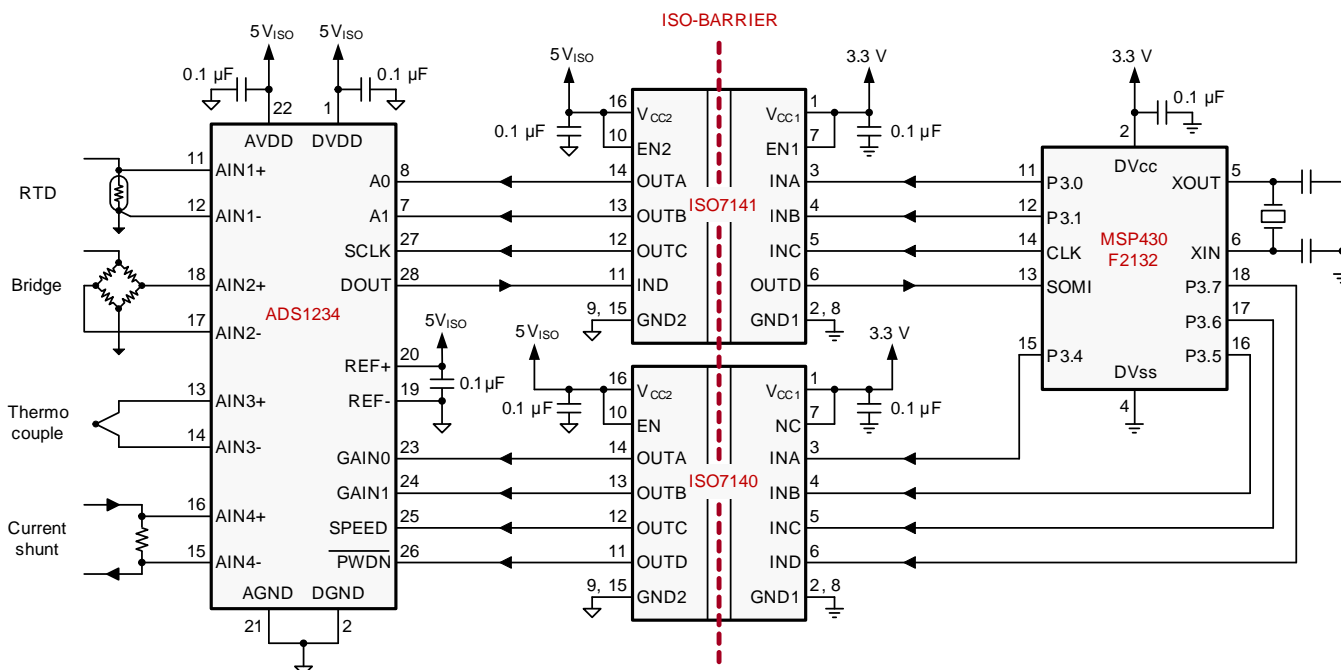 ISO-BARRIER
5V_ISO 5V_ISO
0.1 µF 0.1 µF
22 1
AVDD DVDD
RTD
11 AIN1+
12 AIN1-
Bridge
18 AIN2+
17 AIN2-
Thermo
couple
13 AIN3+
14 AIN3-
Current
shunt
16 AIN4+
15 AIN4-
ADS1234
A0 8
A1 7
SCLK 27
DOUT 28
5V_ISO
REF+ 20
0.1 µF
REF- 19
GAIN0 23
GAIN1 24
SPEED 25
PWDN 26
AGND DGND
21 2
5V_ISO
0.1 µF
16 VCC2
10 EN2
14 OUTA
13 OUTB
12 OUTC
11 IND
9, 15 GND2
ISO7141
3.3 V
0.1 µF
VCC1 1
EN1 7
INA 3
INB 4
INC 5
OUTD 6
GND1 2, 8
5V_ISO
0.1 µF
16 VCC2
10 EN
14 OUTA
13 OUTB
12 OUTC
11 OUTD
9, 15 GND2
ISO7140
3.3 V
0.1 µF
VCC1 1
NC 7
INA 3
INB 4
INC 5
IND 6
GND1 2, 8
3.3 V
0.1 µF
2
DVcc
11 P3.0
12 P3.1
14 CLK
13 SOMI
15 P3.4
MSP430
F2132
XOUT 5
XIN 6
P3.7 18
P3.6 17
P3.5 16
DVss
4